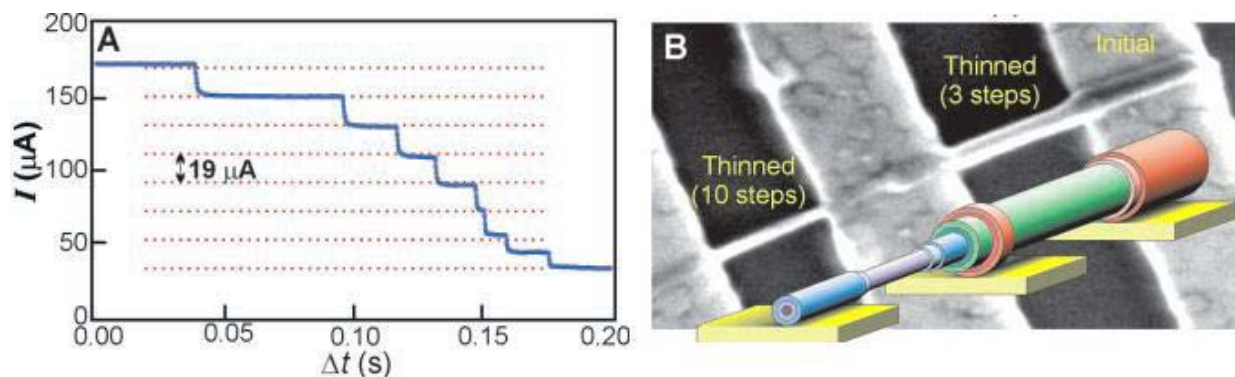 A
I (µA)
200
150
100
50
0
19 µA
0.00
0.05
0.10
0.15
0.20
Δt (s)
B
Initial
Thinned
(3 steps)
Thinned
(10 steps)